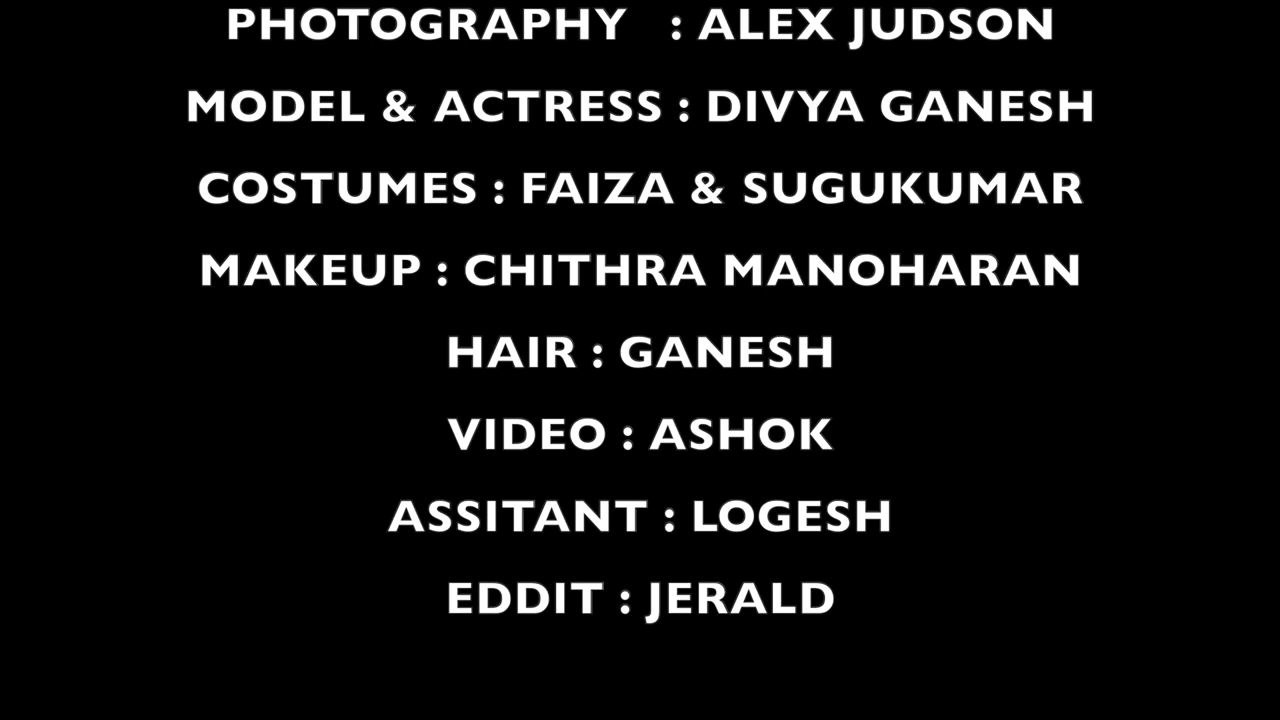 PHOTOGRAPHY : ALEX JUDSON
MODEL & ACTRESS : DIVYA GANESH
COSTUMES : FAIZA & SUGUKUMAR
MAKEUP : CHITHRA MANOHARAN
HAIR : GANESH
VIDEO : ASHOK
ASSITANT : LOGESH
EDDIT : JERALD